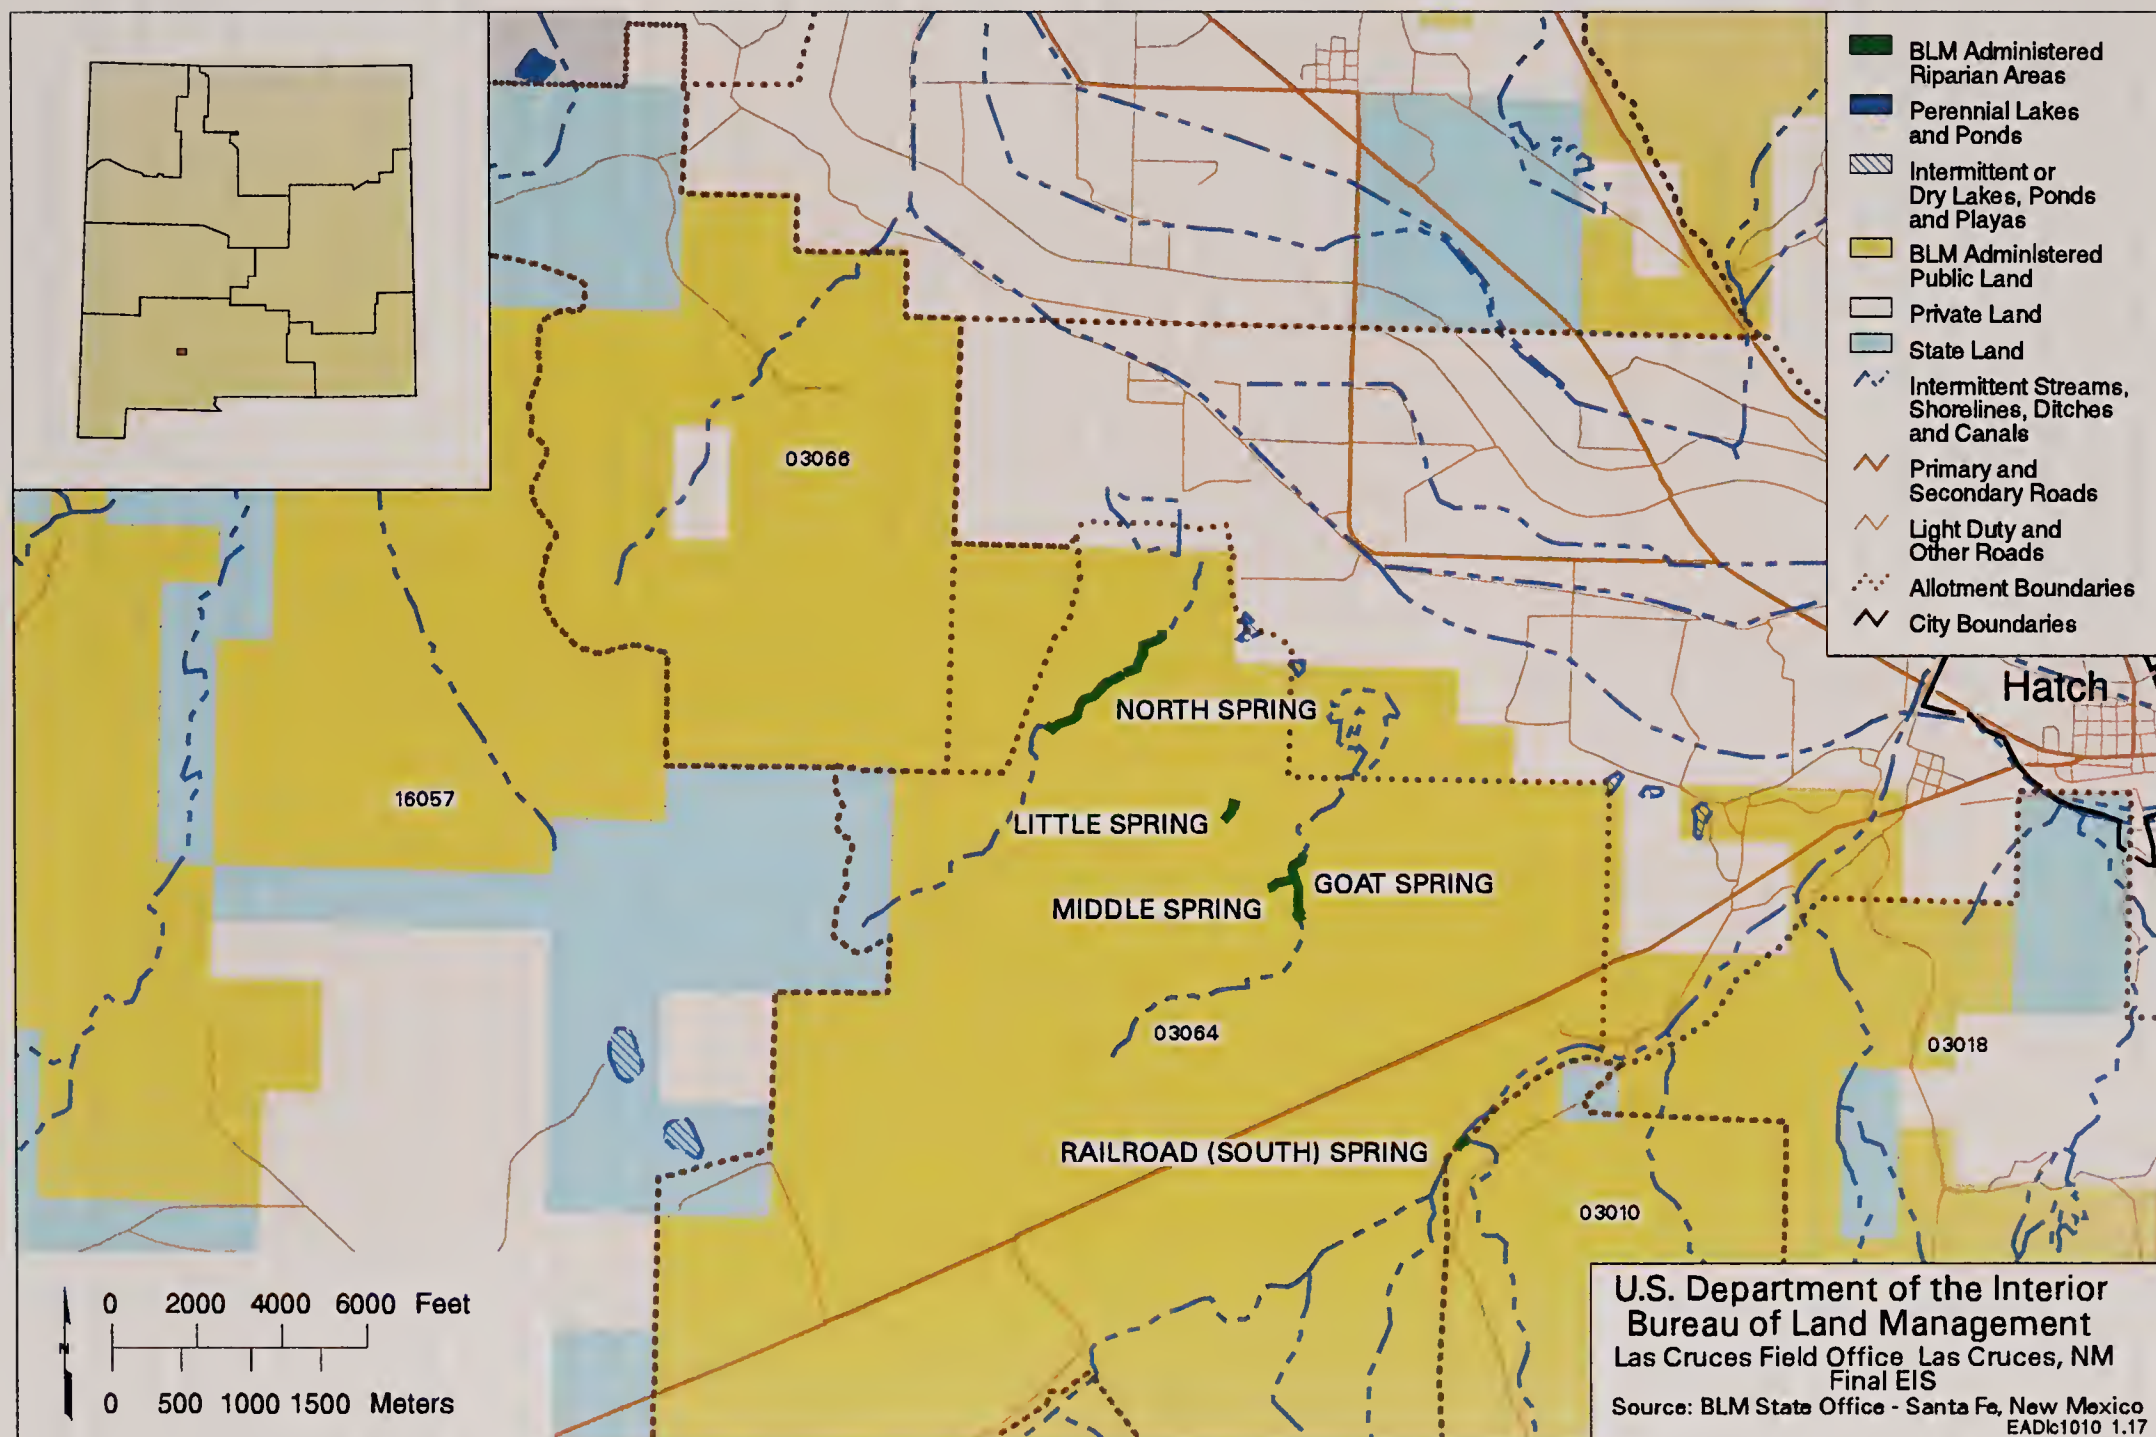 BLM Administered
Riparian Areas
Perennial Lakes
and Ponds
Intermittent or
Dry Lakes, Ponds
and Playas
BLM Administered
Public Land
Private Land
State Land
Intermittent Streams,
Shorelines, Ditches
and Canals
Primary and
Secondary Roads
Light Duty and
Other Roads
Allotment Boundaries
City Boundaries
Hatch
03066
NORTH SPRING
16057
LITTLE SPRING
GOAT SPRING
MIDDLE SPRING
03064
03018
RAILROAD (SOUTH) SPRING
03010
0 2000 4000 6000 Feet
N
0 500 1000 1500 Meters
U.S. Department of the Interior
Bureau of Land Management
Las Cruces Field Office Las Cruces, NM
Final EIS
Source: BLM State Office - Santa Fe, New Mexico
EADlc1010 1.17